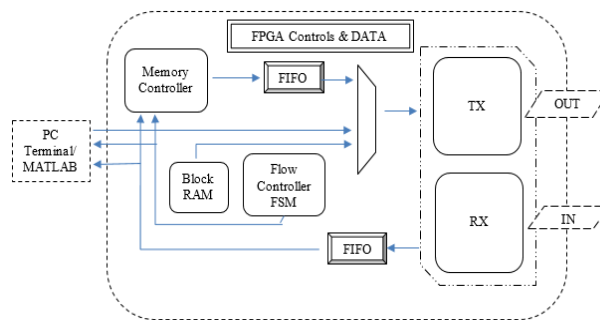 FPGA Controls & DATA
Memory
Controller
FIFO
TX
OUT
PC
Terminal/
MATLAB
Block
RAM
Flow
Controller
FSM
RX
IN
FIFO